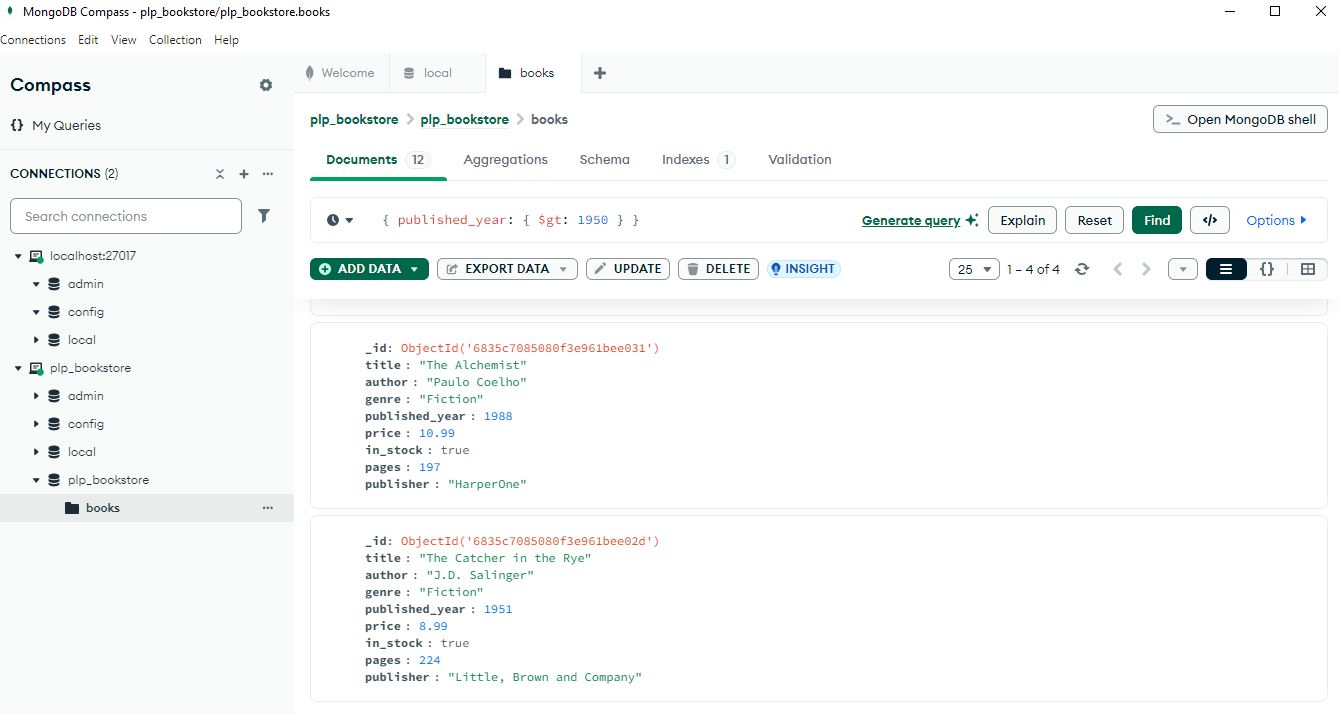 MongoDB Compass - plp_bookstore/plp_bookstore.books
Connections Edit View Collection Help
Compass
My Queries
CONNECTIONS (2)
Search connections
localhost:27017
admin
config
local
plp_bookstore
admin
config
local
plp_bookstore
books
Welcome local books
plp_bookstore > plp_bookstore > books
>_ Open MongoDB shell
Documents 12 Aggregations Schema Indexes 1 Validation
{ published_year: { $gt: 1950 } }
Generate query Explain Reset Find </> Options
ADD DATA EXPORT DATA UPDATE DELETE INSIGHT 25 1 – 4 of 4 {}
_id: ObjectId('6835c7085080f3e961bee031')
title : "The Alchemist"
author : "Paulo Coelho"
genre : "Fiction"
published_year : 1988
price : 10.99
in_stock : true
pages : 197
publisher : "HarperOne"
_id: ObjectId('6835c7085080f3e961bee02d')
title : "The Catcher in the Rye"
author : "J.D. Salinger"
genre : "Fiction"
published_year : 1951
price : 8.99
in_stock : true
pages : 224
publisher : "Little, Brown and Company"